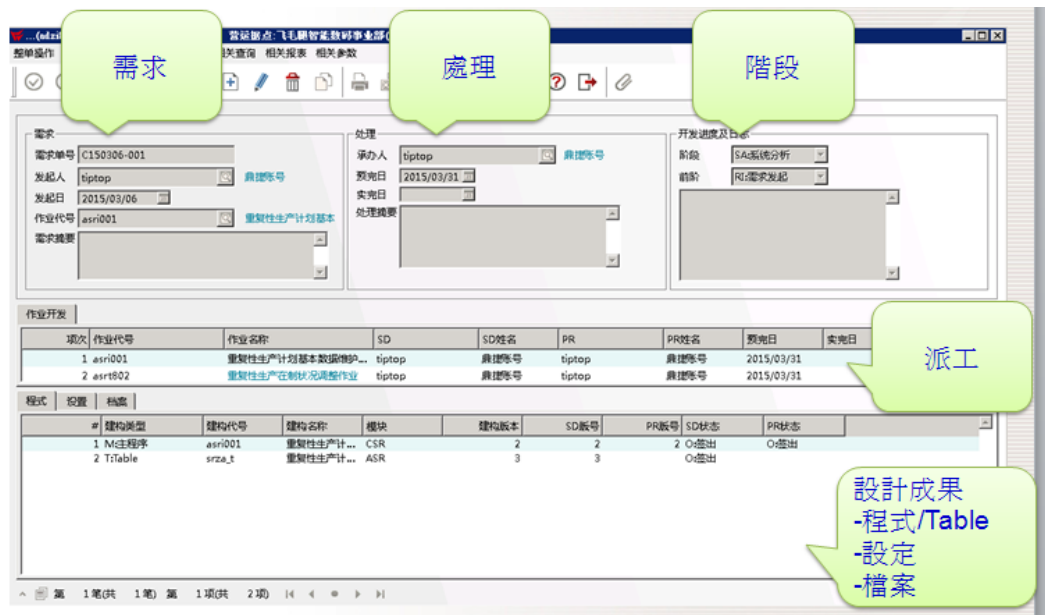 營运据点:飞毛腿智能数码事业部(
整单操作
相关查询 相关报表 相关参数
需求
處理
階段
需求
需求单号 C150306-001
发起人 tiptop 鼎捷账号
发起日 2015/03/06
作业代号 asri001 重复性生产计划基本
需求摘要
处理
承办人 tiptop 鼎捷账号
预完日 2015/03/31
实完日
处理摘要
开发进度及日志
阶段 SA:系统分析
前阶 RI:需求发起
作业开发
项次 作业代号 作业名称 SD SD姓名 PR PR姓名 预完日 实完日
1 asri001 重复性生产计划基本数据维护... tiptop 鼎捷账号 tiptop 鼎捷账号 2015/03/31
2 asrt802 重复性生产在制状况调整作业 tiptop 鼎捷账号 tiptop 鼎捷账号 2015/03/31
派工
程式 设置 档案
# 建构类型 建构代号 建构名称 模块 建构版本 SD版号 PR版号 SD状态 PR状态
1 M:主程序 asri001 重复性生产计... CSR 2 2 2 O:签出 O:签出
2 T:Table srza_t 重复性生产计... ASR 3 3 O:签出
設計成果
-程式/Table
-設定
-檔案
第 1笔(共 1笔) 第 1项(共 2项)